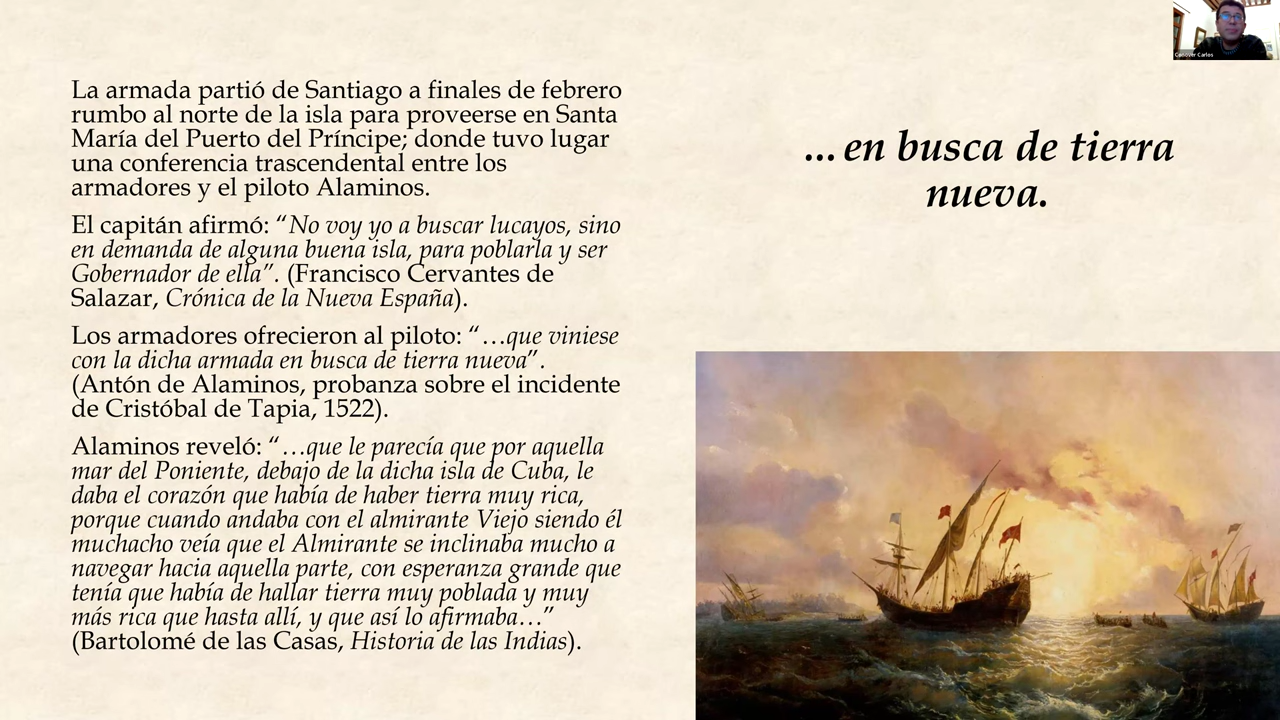 La armada partió de Santiago a finales de febrero
rumbo al norte de la isla para proveerse en Santa
María del Puerto del Príncipe; donde tuvo lugar
una conferencia trascendental entre los
armadores y el piloto Alaminos.
El capitán afirmó: “No voy yo a buscar lucayos, sino
en demanda de alguna buena isla, para poblarla y ser
Gobernador de ella”. (Francisco Cervantes de
Salazar, Crónica de la Nueva España).
Los armadores ofrecieron al piloto: “…que viniese
con la dicha armada en busca de tierra nueva”.
(Antón de Alaminos, probanza sobre el incidente
de Cristóbal de Tapia, 1522).
Alaminos reveló: “…que le parecía que por aquella
mar del Poniente, debajo de la dicha isla de Cuba, le
daba el corazón que había de haber tierra muy rica,
porque cuando andaba con el almirante Viejo siendo él
muchacho veía que el Almirante se inclinaba mucho a
navegar hacia aquella parte, con esperanza grande que
tenía que había de hallar tierra muy poblada y muy
más rica que hasta allí, y que así lo afirmaba…”
(Bartolomé de las Casas, Historia de las Indias).
…en busca de tierra
nueva.
Canover Carlos